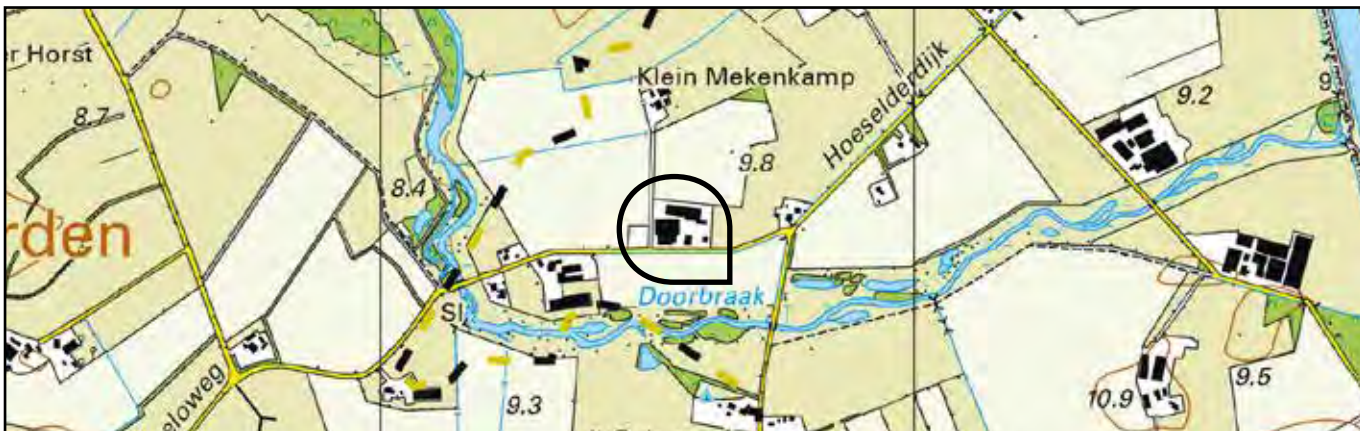 er Horst
Klein Mekenkamp
Hoeselderdijk
9.2
8.7
9.8
8.4
rden
Doorbraak
Sl
9.3
eloweg
10.9
9.5